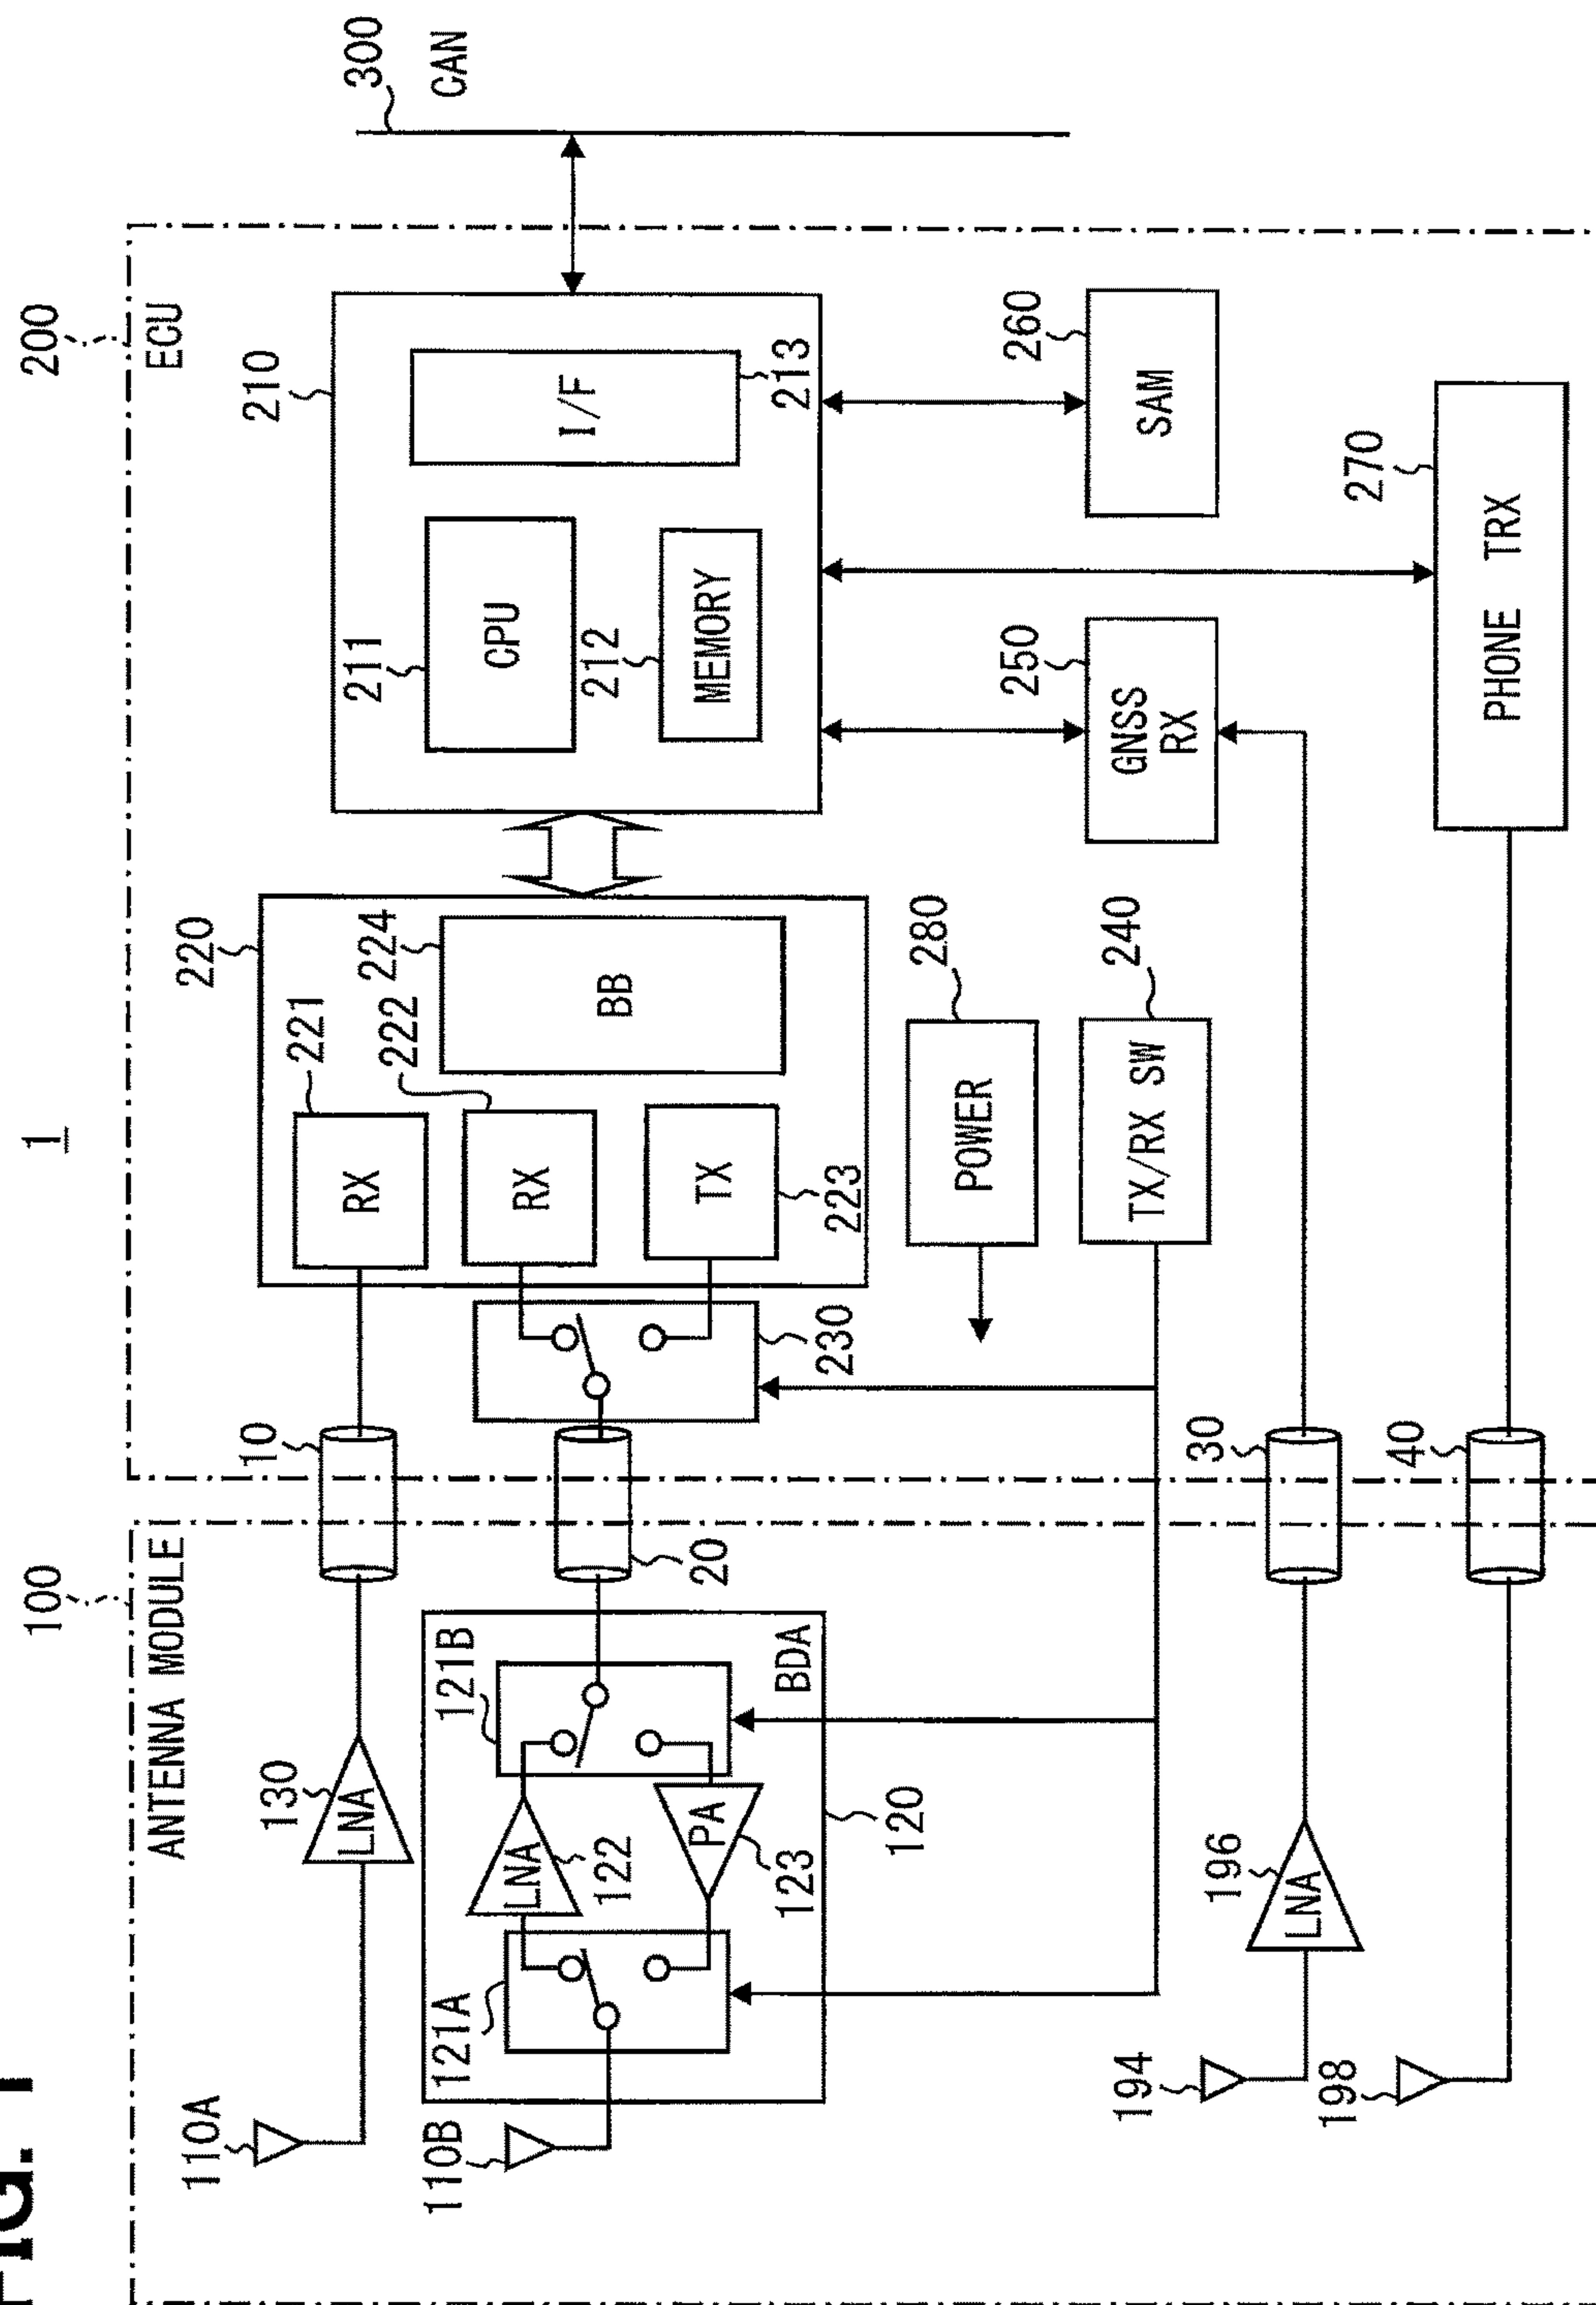 FIG. 1
1
100
ANTENNA MODULE
200
ECU
300
CAN
110A
130
LNA
10
221
RX
220
222
RX
224
BB
TX
223
210
211
CPU
212
MEMORY
I/F
213
110B
121A
LNA
122
PA
123
121B
BDA
120
20
230
280
POWER
240
TX/RX SW
250
GNSS
RX
260
SAM
194
196
LNA
30
198
40
270
PHONE TRX